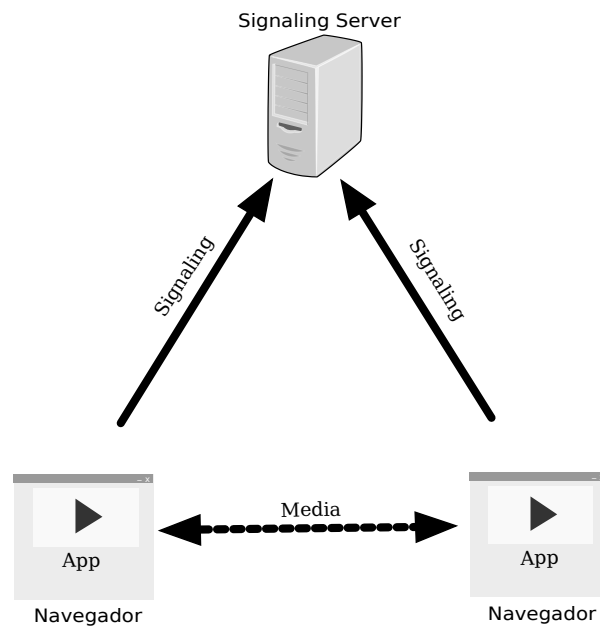 Signaling Server
Signaling
Signaling
Media
App
App
Navegador
Navegador